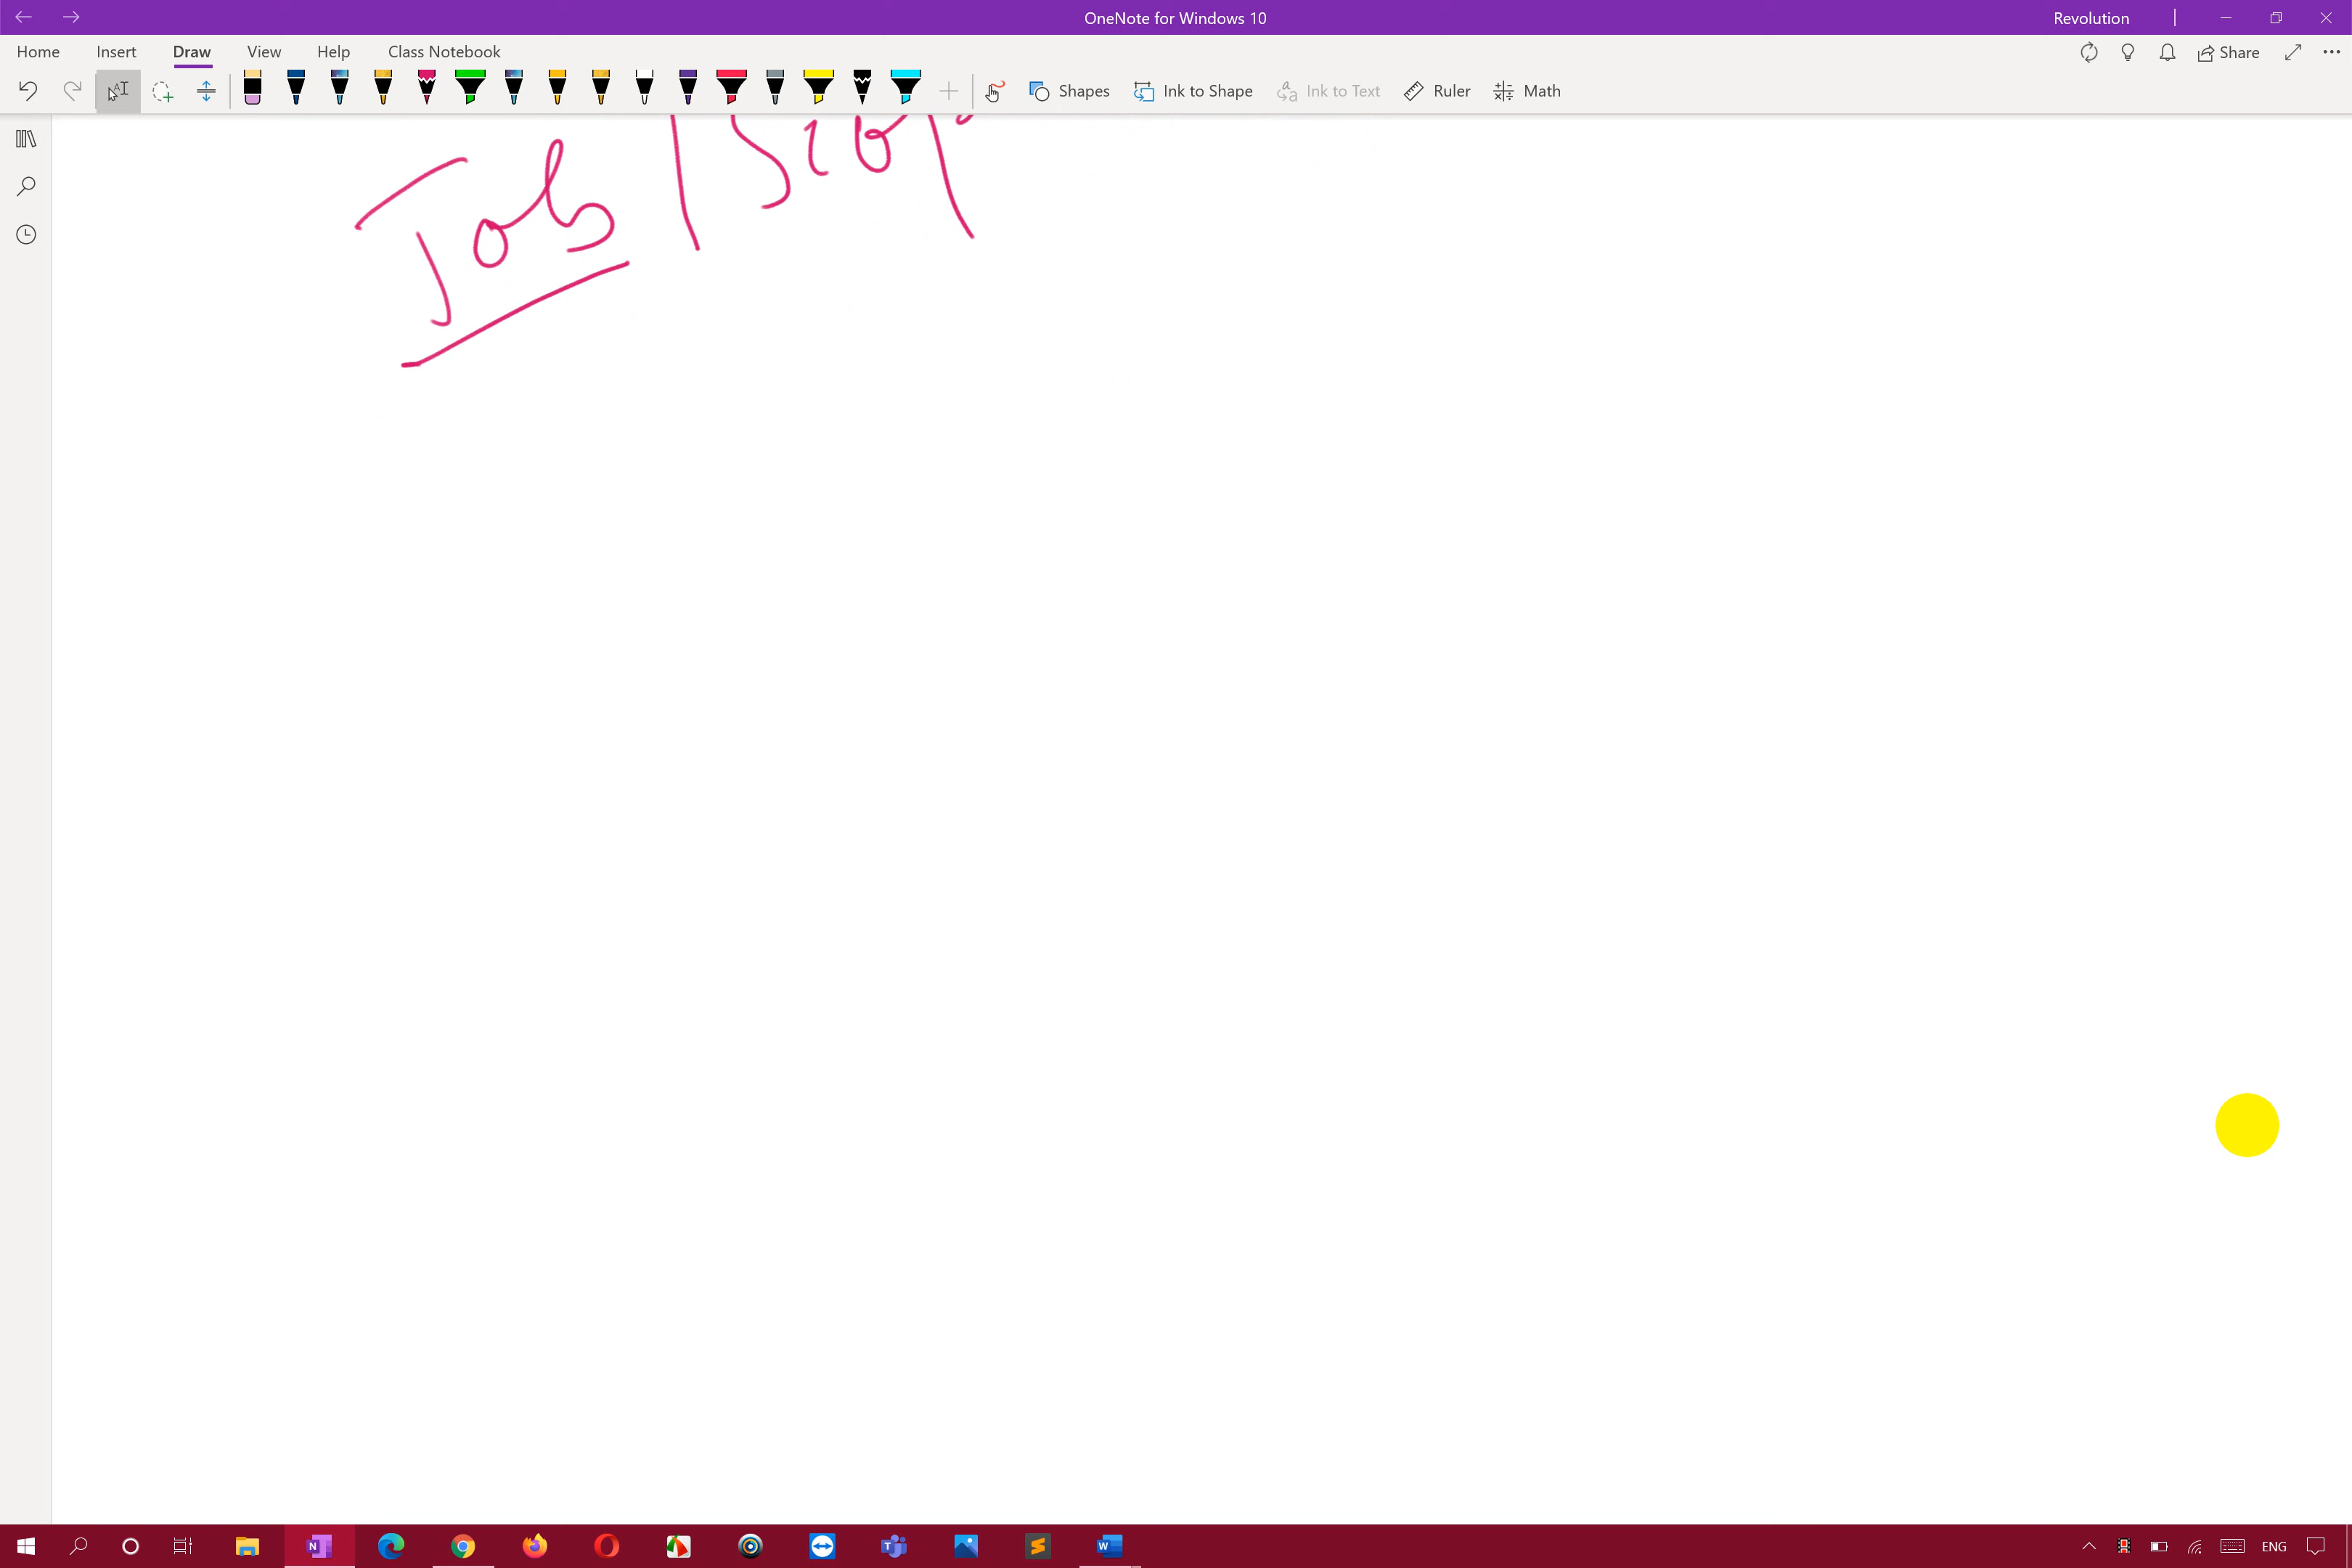 OneNote for Windows 10
Revolution
Home Insert Draw View Help Class Notebook
Share
Shapes Ink to Shape Ink to Text Ruler Math
Job
ENG